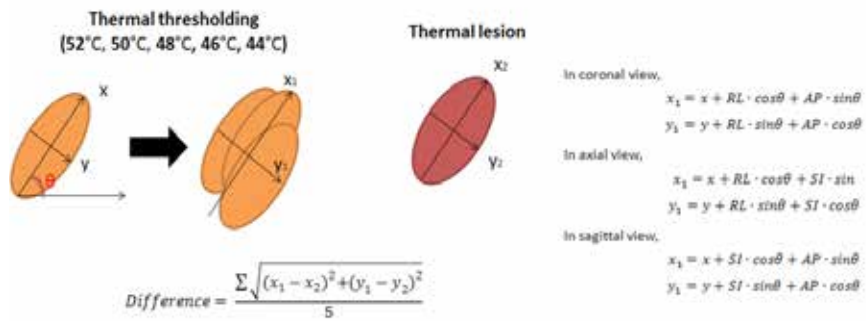 Thermal thresholding
(52°C, 50°C, 48°C, 46°C, 44°C)
Thermal lesion
x
y
θ
x₁
y₁
x₂
y₂
In coronal view,
x₁ = x + RL · cosθ + AP · sinθ
y₁ = y + RL · sinθ + AP · cosθ
In axial view,
x₁ = x + RL · cosθ + SI · sin
y₁ = y + RL · sinθ + SI · cosθ
In sagittal view,
x₁ = x + SI · cosθ + AP · sinθ
y₁ = y + SI · sinθ + AP · cosθ
Difference = ∑ √((x₁ − x₂)² + (y₁ − y₂)²) / 5